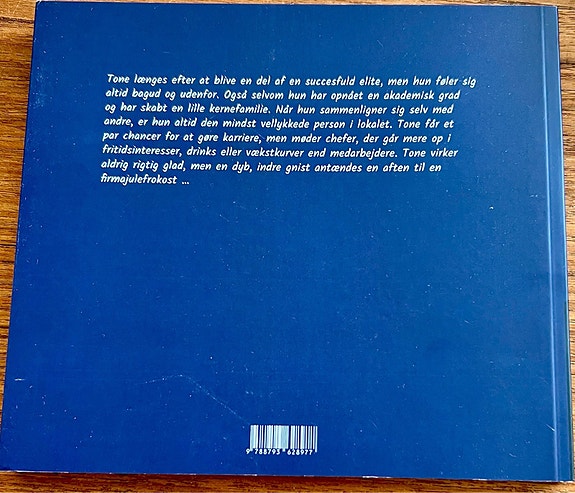 Tone længes efter at blive en del af en succesfuld elite, men hun føler sig
altid bagud og udenfor. Også selvom hun har opnået en akademisk grad
og har skabt en lille kernefamilie. Når hun sammenligner sig selv med
andre, er hun altid den mindst vellykkede person i lokalet. Tone får et
par chancer for at gøre karriere, men møder chefer, der går mere op i
fritidsinteresser, drinks eller vækstkurver end medarbejdere. Tone virker
aldrig rigtig glad, men en dyb, indre gnist antændes en aften til en
firmajulefrokost ...
9 788793 628977